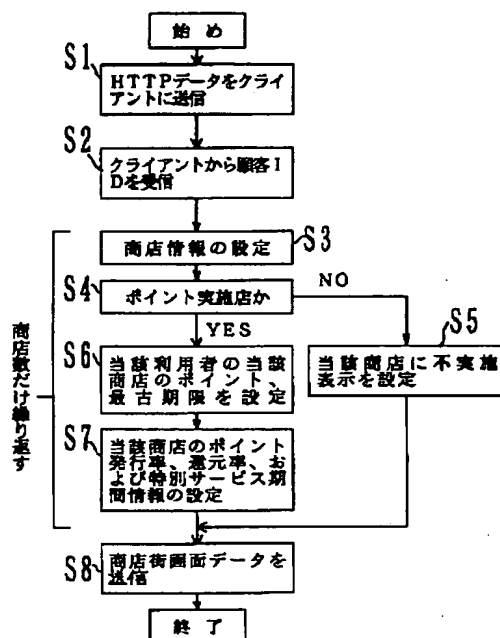 始め
S1
HTTPデータをクライ
アントに送信
S2
クライアントから顧客I
Dを受信
商店情報の設定
S3
S4
ポイント実施店か
NO
YES
S5
当該商店に不実施
表示を設定
S6
当該利用者の当該
商店のポイント、
最古期限を設定
S7
当該商店のポイント
発行率、還元率、お
よび特別サービス期
間情報の設定
商店数だけ繰り返す
S8
商店街画面データを
送信
終了